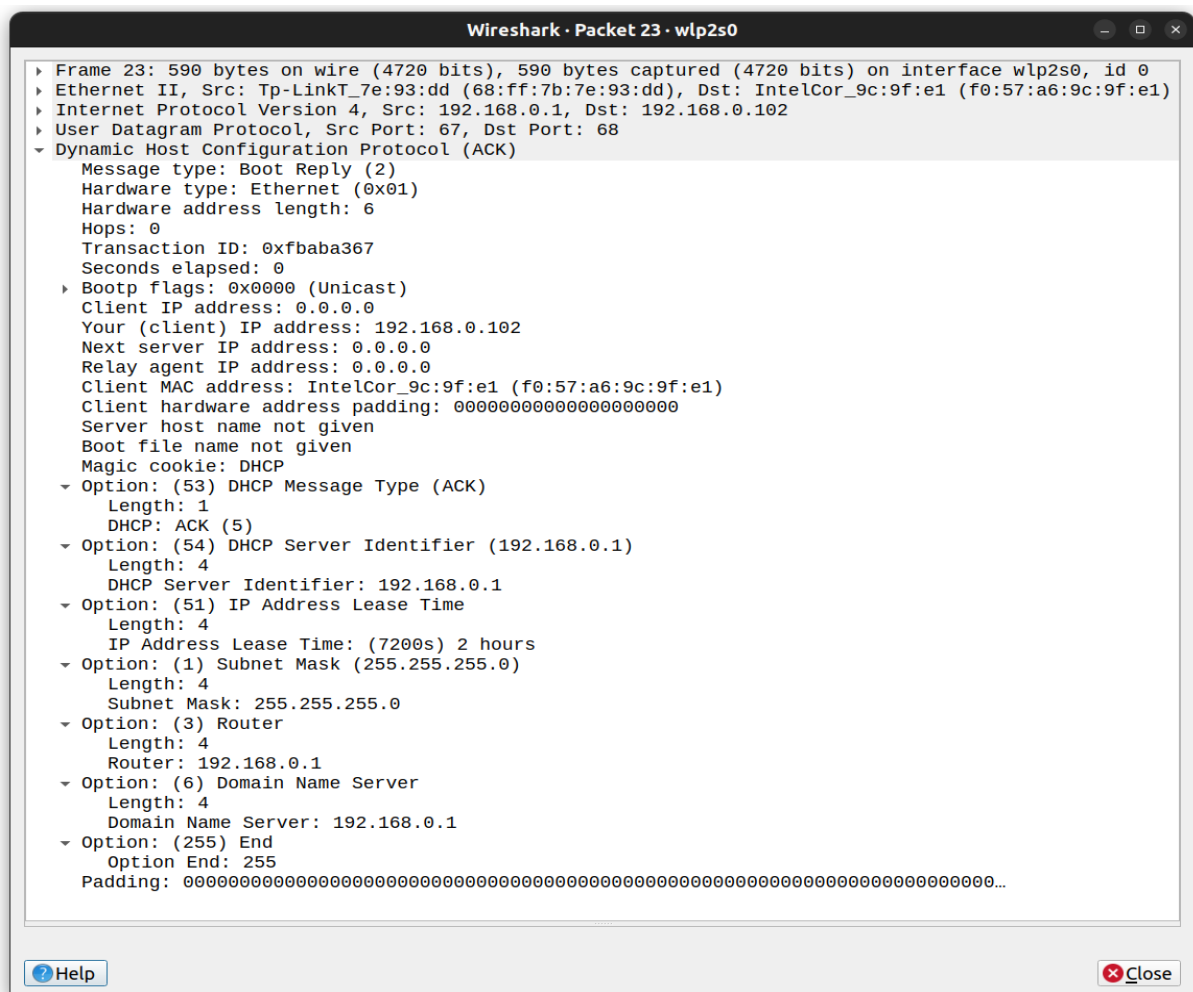 Wireshark · Packet 23 · wlp2s0
Frame 23: 590 bytes on wire (4720 bits), 590 bytes captured (4720 bits) on interface wlp2s0, id 0
Ethernet II, Src: Tp-LinkT_7e:93:dd (68:ff:7b:7e:93:dd), Dst: IntelCor_9c:9f:e1 (f0:57:a6:9c:9f:e1)
Internet Protocol Version 4, Src: 192.168.0.1, Dst: 192.168.0.102
User Datagram Protocol, Src Port: 67, Dst Port: 68
Dynamic Host Configuration Protocol (ACK)
Message type: Boot Reply (2)
Hardware type: Ethernet (0x01)
Hardware address length: 6
Hops: 0
Transaction ID: 0xfbaba367
Seconds elapsed: 0
Bootp flags: 0x0000 (Unicast)
Client IP address: 0.0.0.0
Your (client) IP address: 192.168.0.102
Next server IP address: 0.0.0.0
Relay agent IP address: 0.0.0.0
Client MAC address: IntelCor_9c:9f:e1 (f0:57:a6:9c:9f:e1)
Client hardware address padding: 00000000000000000000
Server host name not given
Boot file name not given
Magic cookie: DHCP
Option: (53) DHCP Message Type (ACK)
Length: 1
DHCP: ACK (5)
Option: (54) DHCP Server Identifier (192.168.0.1)
Length: 4
DHCP Server Identifier: 192.168.0.1
Option: (51) IP Address Lease Time
Length: 4
IP Address Lease Time: (7200s) 2 hours
Option: (1) Subnet Mask (255.255.255.0)
Length: 4
Subnet Mask: 255.255.255.0
Option: (3) Router
Length: 4
Router: 192.168.0.1
Option: (6) Domain Name Server
Length: 4
Domain Name Server: 192.168.0.1
Option: (255) End
Option End: 255
Padding: 00000000000000000000000000000000000000000000000000000000000000…
Help
Close